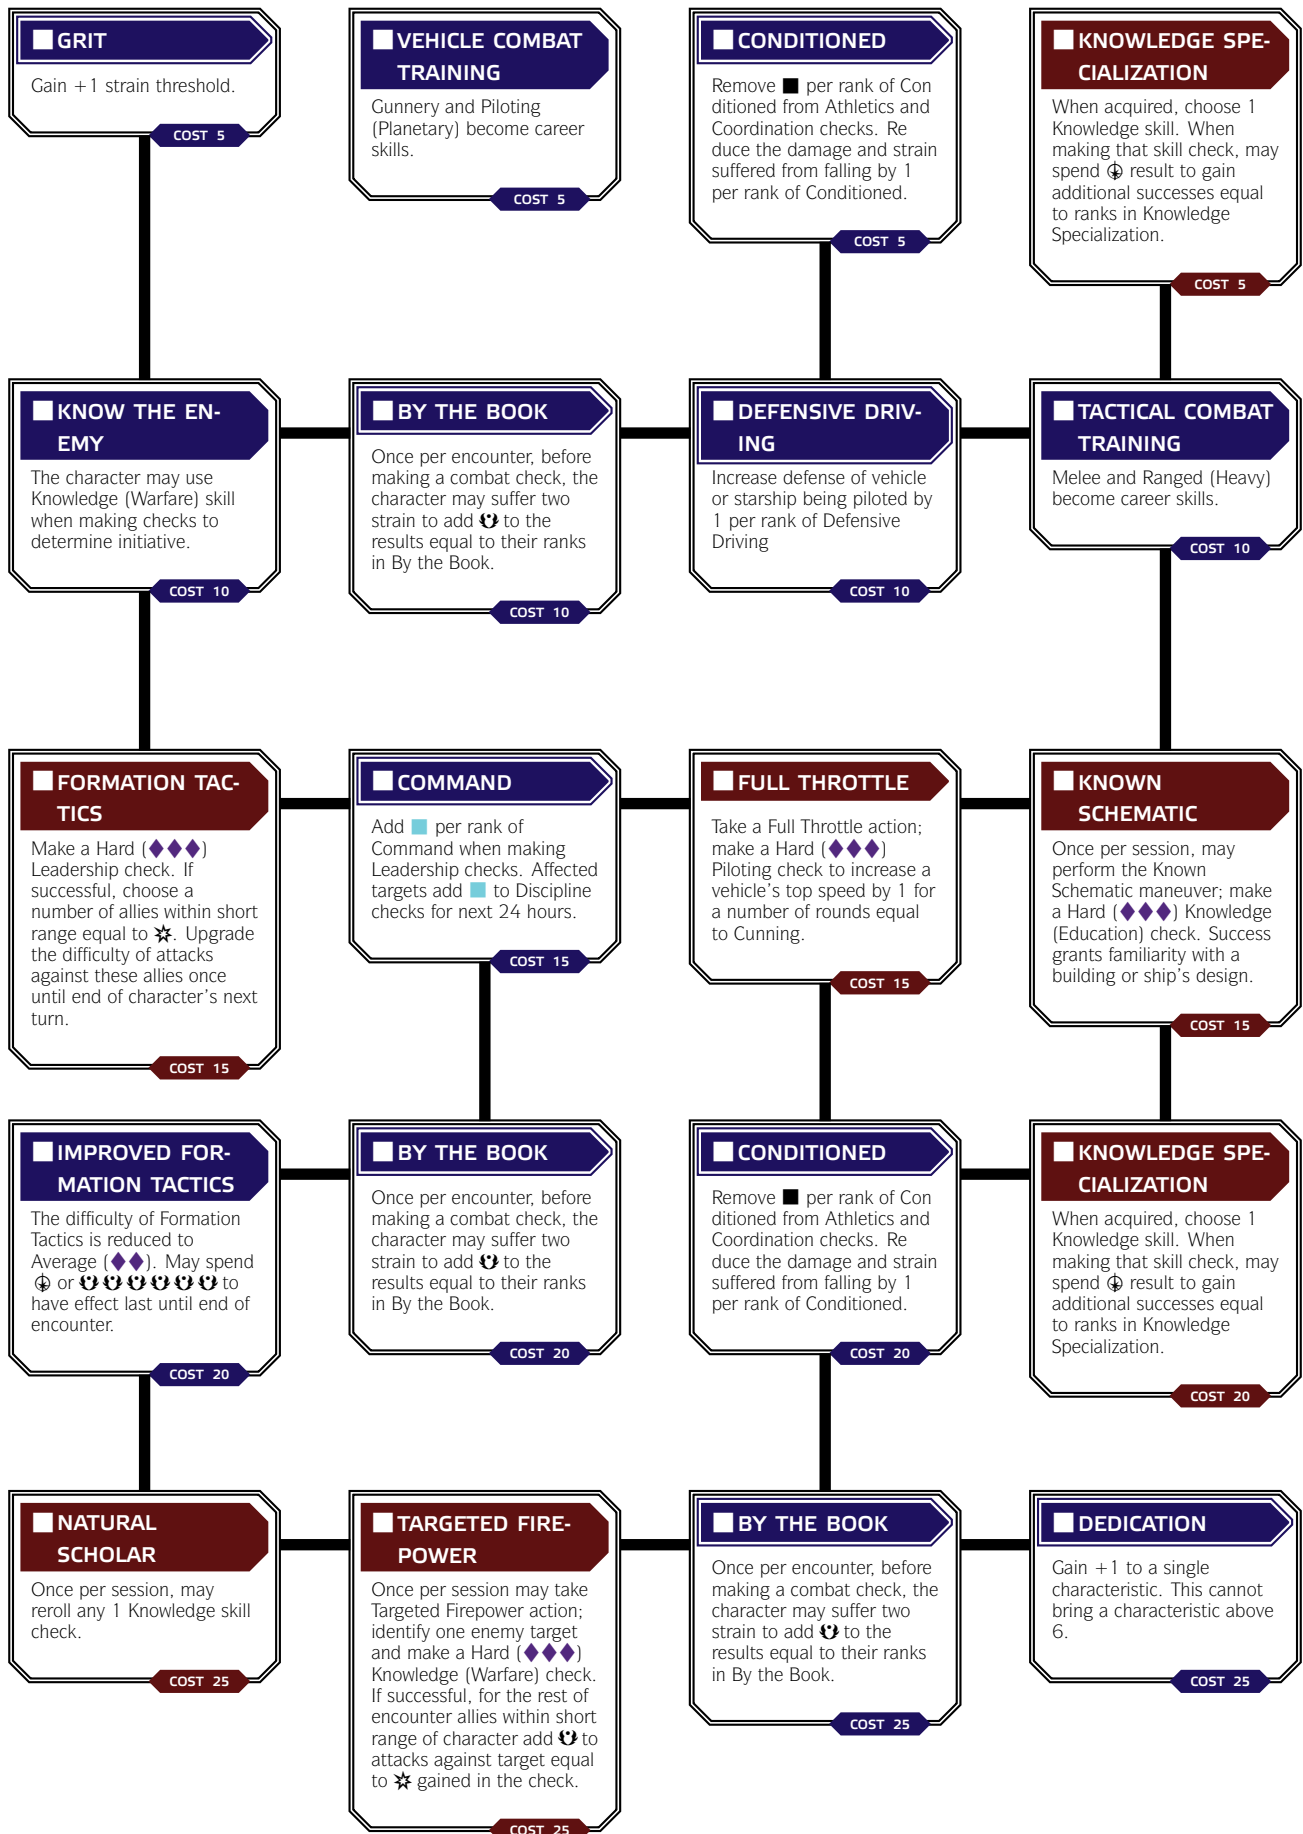 GRIT
Gain +1 strain threshold.
COST 5
VEHICLE COMBAT
TRAINING
Gunnery and Piloting
(Planetary) become career
skills.
COST 5
CONDITIONED
Remove per rank of Con
ditioned from Athletics and
Coordination checks. Re
duce the damage and strain
suffered from falling by 1
per rank of Conditioned.
COST 5
KNOWLEDGE SPE-
CIALIZATION
When acquired, choose 1
Knowledge skill. When
making that skill check, may
spend result to gain
additional successes equal
to ranks in Knowledge
Specialization.
COST 5
KNOW THE EN-
EMY
The character may use
Knowledge (Warfare) skill
when making checks to
determine initiative.
COST 10
BY THE BOOK
Once per encounter, before
making a combat check, the
character may suffer two
strain to add to the
results equal to their ranks
in By the Book.
COST 10
DEFENSIVE DRIV-
ING
Increase defense of vehicle
or starship being piloted by
1 per rank of Defensive
Driving
COST 10
TACTICAL COMBAT
TRAINING
Melee and Ranged (Heavy)
become career skills.
COST 10
FORMATION TAC-
TICS
Make a Hard (♦♦♦)
Leadership check. If
successful, choose a
number of allies within short
range equal to . Upgrade
the difficulty of attacks
against these allies once
until end of character's next
turn.
COST 15
COMMAND
Add per rank of
Command when making
Leadership checks. Affected
targets add to Discipline
checks for next 24 hours.
COST 15
FULL THROTTLE
Take a Full Throttle action;
make a Hard (♦♦♦)
Piloting check to increase a
vehicle's top speed by 1 for
a number of rounds equal
to Cunning.
COST 15
KNOWN
SCHEMATIC
Once per session, may
perform the Known
Schematic maneuver; make
a Hard (♦♦♦) Knowledge
(Education) check. Success
grants familiarity with a
building or ship's design.
COST 15
IMPROVED FOR-
MATION TACTICS
The difficulty of Formation
Tactics is reduced to
Average (♦♦). May spend
or to
have effect last until end of
encounter.
COST 20
BY THE BOOK
Once per encounter, before
making a combat check, the
character may suffer two
strain to add to the
results equal to their ranks
in By the Book.
COST 20
CONDITIONED
Remove per rank of Con
ditioned from Athletics and
Coordination checks. Re
duce the damage and strain
suffered from falling by 1
per rank of Conditioned.
COST 20
KNOWLEDGE SPE-
CIALIZATION
When acquired, choose 1
Knowledge skill. When
making that skill check, may
spend result to gain
additional successes equal
to ranks in Knowledge
Specialization.
COST 20
NATURAL
SCHOLAR
Once per session, may
reroll any 1 Knowledge skill
check.
COST 25
TARGETED FIRE-
POWER
Once per session may take
Targeted Firepower action;
identify one enemy target
and make a Hard (♦♦♦)
Knowledge (Warfare) check.
If successful, for the rest of
encounter allies within short
range of character add to
attacks against target equal
to gained in the check.
COST 25
BY THE BOOK
Once per encounter, before
making a combat check, the
character may suffer two
strain to add to the
results equal to their ranks
in By the Book.
COST 25
DEDICATION
Gain +1 to a single
characteristic. This cannot
bring a characteristic above
6.
COST 25